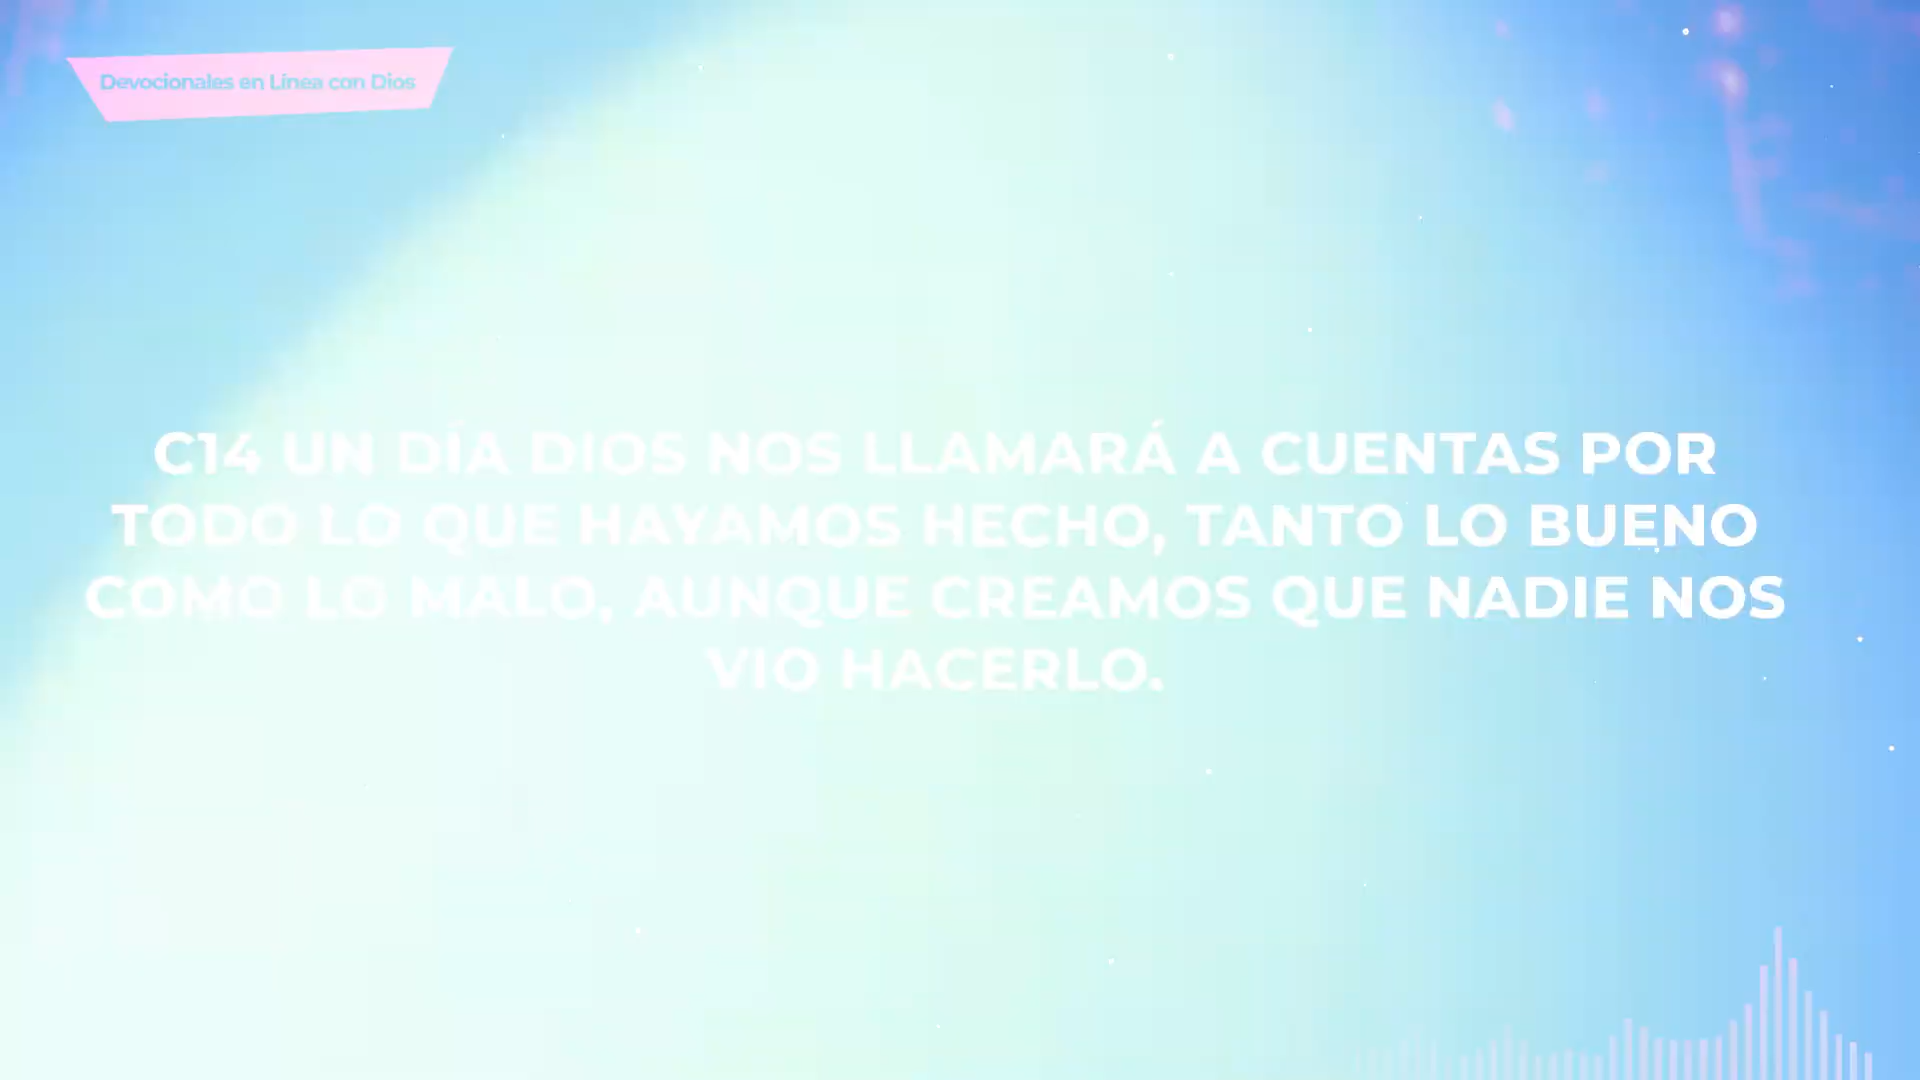 Devocionales en Línea con Dios
C14 UN DÍA DIOS NOS LLAMARÁ A CUENTAS POR
TODO LO QUE HAYAMOS HECHO, TANTO LO BUENO
COMO LO MALO, AUNQUE CREAMOS QUE NADIE NOS
VIO HACERLO.